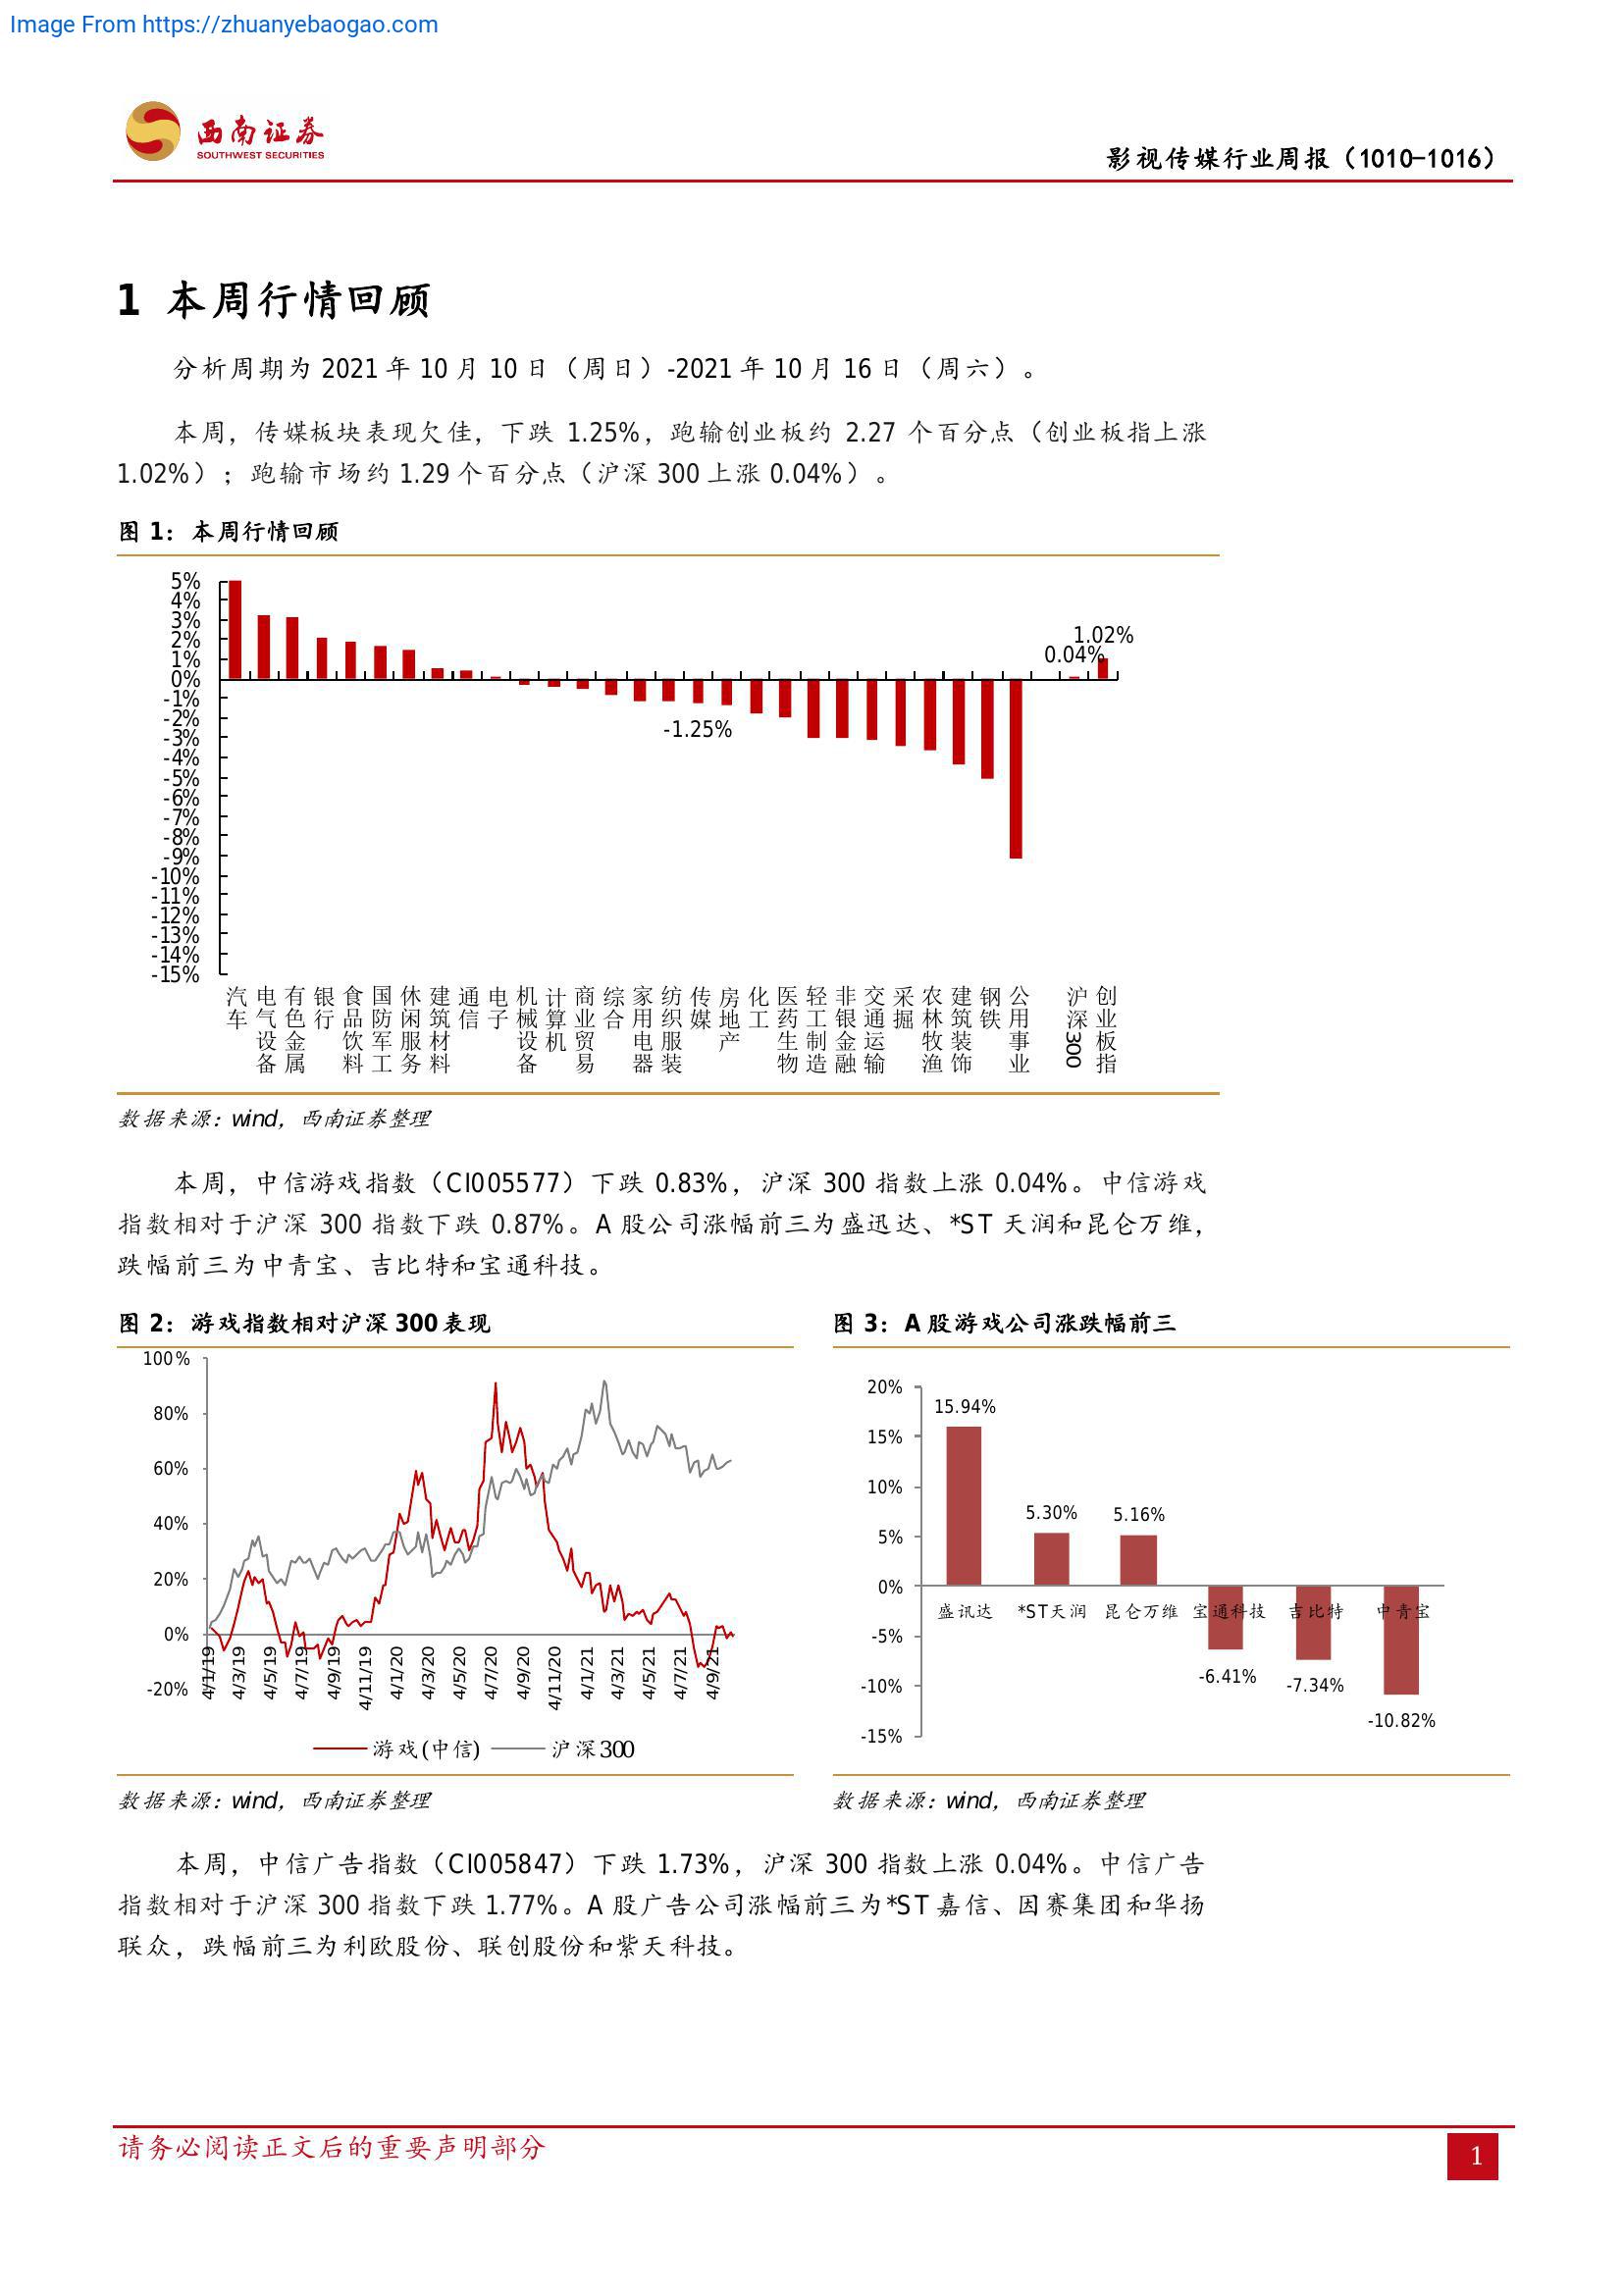 Image From https://zhuanyebaogao.com
西南证券
SOUTHWEST SECURITIES
影视传媒行业周报（1010-1016）
1 本周行情回顾
分析周期为 2021 年 10 月 10 日（周日）-2021 年 10 月 16 日（周六）。
本周，传媒板块表现欠佳，下跌 1.25%，跑输创业板约 2.27 个百分点（创业板指上涨
1.02%）；跑输市场约 1.29 个百分点（沪深 300 上涨 0.04%）。
图 1：本周行情回顾
5%
4%
3%
2%
1%
0%
-1%
-2%
-3%
-4%
-5%
-6%
-7%
-8%
-9%
-10%
-11%
-12%
-13%
-14%
-15%
-1.25%
0.04%
1.02%
汽车
电气设备
有色金属
银行
食品饮料
国防军工
休闲服务
建筑材料
通信
电子
机械设备
计算机
商业贸易
综合
家用电器
纺织服装
传媒
房地产
化工
医药生物
轻工制造
非银金融
交通运输
采掘
农林牧渔
建筑装饰
钢铁
公用事业
沪深300
创业板指
数据来源：wind，西南证券整理
本周，中信游戏指数（CI005577）下跌 0.83%，沪深 300 指数上涨 0.04%。中信游戏
指数相对于沪深 300 指数下跌 0.87%。A 股公司涨幅前三为盛迅达、*ST 天润和昆仑万维，
跌幅前三为中青宝、吉比特和宝通科技。
图 2：游戏指数相对沪深 300 表现
100%
80%
60%
40%
20%
0%
-20%
4/1/19
4/3/19
4/5/19
4/7/19
4/9/19
4/11/19
4/1/20
4/3/20
4/5/20
4/7/20
4/9/20
4/11/20
4/1/21
4/3/21
4/5/21
4/7/21
4/9/21
游戏(中信)
沪深300
数据来源：wind，西南证券整理
图 3：A 股游戏公司涨跌幅前三
20%
15%
10%
5%
0%
-5%
-10%
-15%
15.94%
5.30%
5.16%
盛讯达
*ST天润
昆仑万维
宝通科技
吉比特
中青宝
-6.41%
-7.34%
-10.82%
数据来源：wind，西南证券整理
本周，中信广告指数（CI005847）下跌 1.73%，沪深 300 指数上涨 0.04%。中信广告
指数相对于沪深 300 指数下跌 1.77%。A 股广告公司涨幅前三为*ST 嘉信、因赛集团和华扬
联众，跌幅前三为利欧股份、联创股份和紫天科技。
请务必阅读正文后的重要声明部分
1